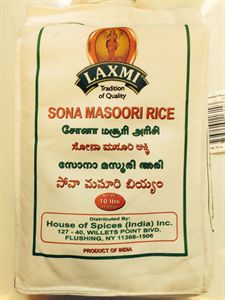 LAXMI
Tradition
of Quality
SONA MASOORI RICE
சோனா மசூரி அரிசி
ಸೋನಾ ಮಸೂರಿ ಅಕ್ಕಿ
സോനാ മസൂരി അരി
సోనా మసూరి బియ్యం
10 lbs
Distributed By:
House of Spices (India) Inc.
127 - 40, WILLETS POINT BLVD.
FLUSHING, NY 11368-1506
PRODUCT OF INDIA